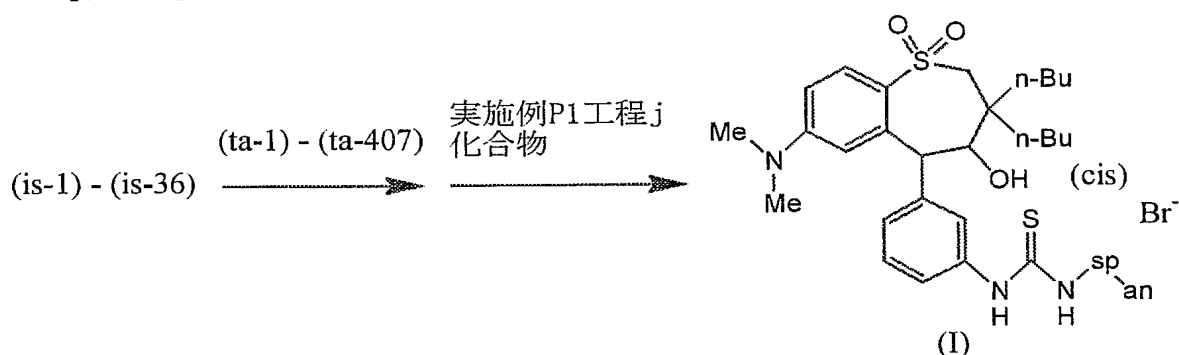 (is-1) - (is-36)
(ta-1) - (ta-407)
実施例P1工程j
化合物
O O
S
n-Bu
n-Bu
Me
N
Me
OH
(cis)
Br-
S
N
H
N
H
sp
an
(I)